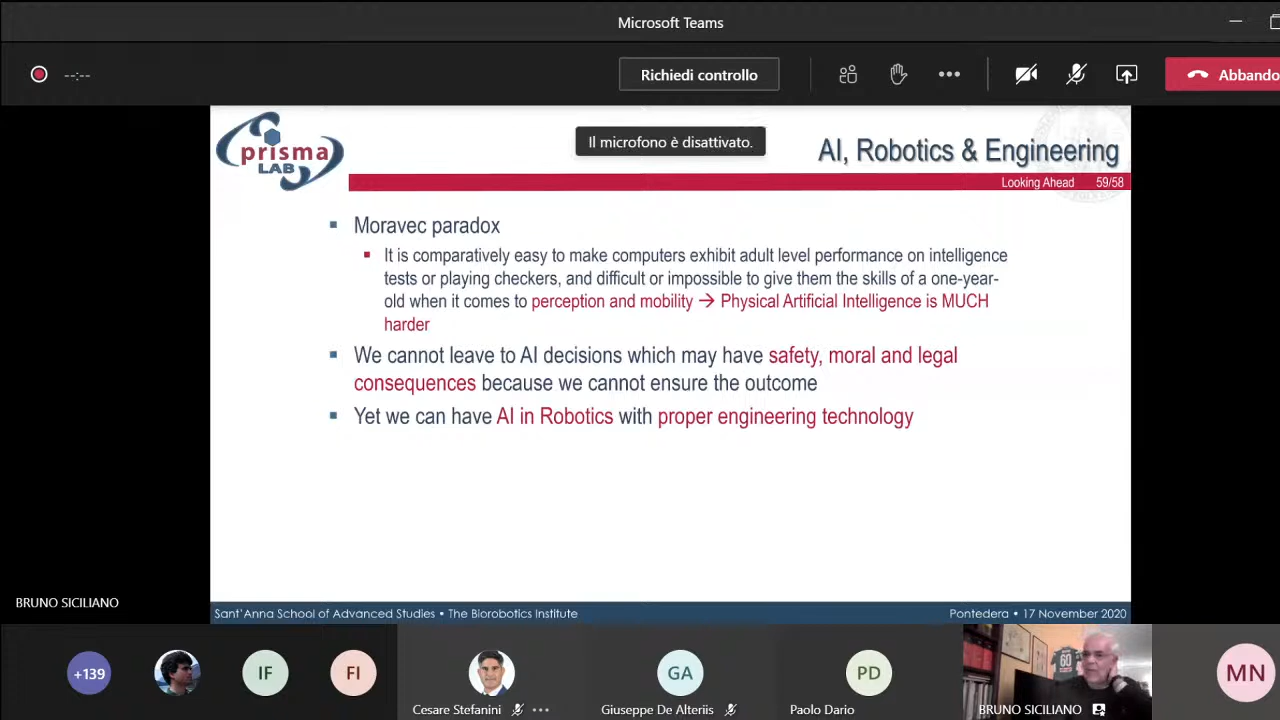 Microsoft Teams
--:--
Richiedi controllo
Abbando
prisma
LAB
Il microfono è disattivato.
AI, Robotics & Engineering
Looking Ahead 59/58
Moravec paradox
It is comparatively easy to make computers exhibit adult level performance on intelligence
tests or playing checkers, and difficult or impossible to give them the skills of a one-year-
old when it comes to perception and mobility → Physical Artificial Intelligence is MUCH
harder
We cannot leave to AI decisions which may have safety, moral and legal
consequences because we cannot ensure the outcome
Yet we can have AI in Robotics with proper engineering technology
BRUNO SICILIANO
Sant'Anna School of Advanced Studies • The Biorobotics Institute
Pontedera • 17 November 2020
+139
IF
FI
GA
PD
60
MN
Cesare Stefanini
Giuseppe De Alteriis
Paolo Dario
BRUNO SICILIANO